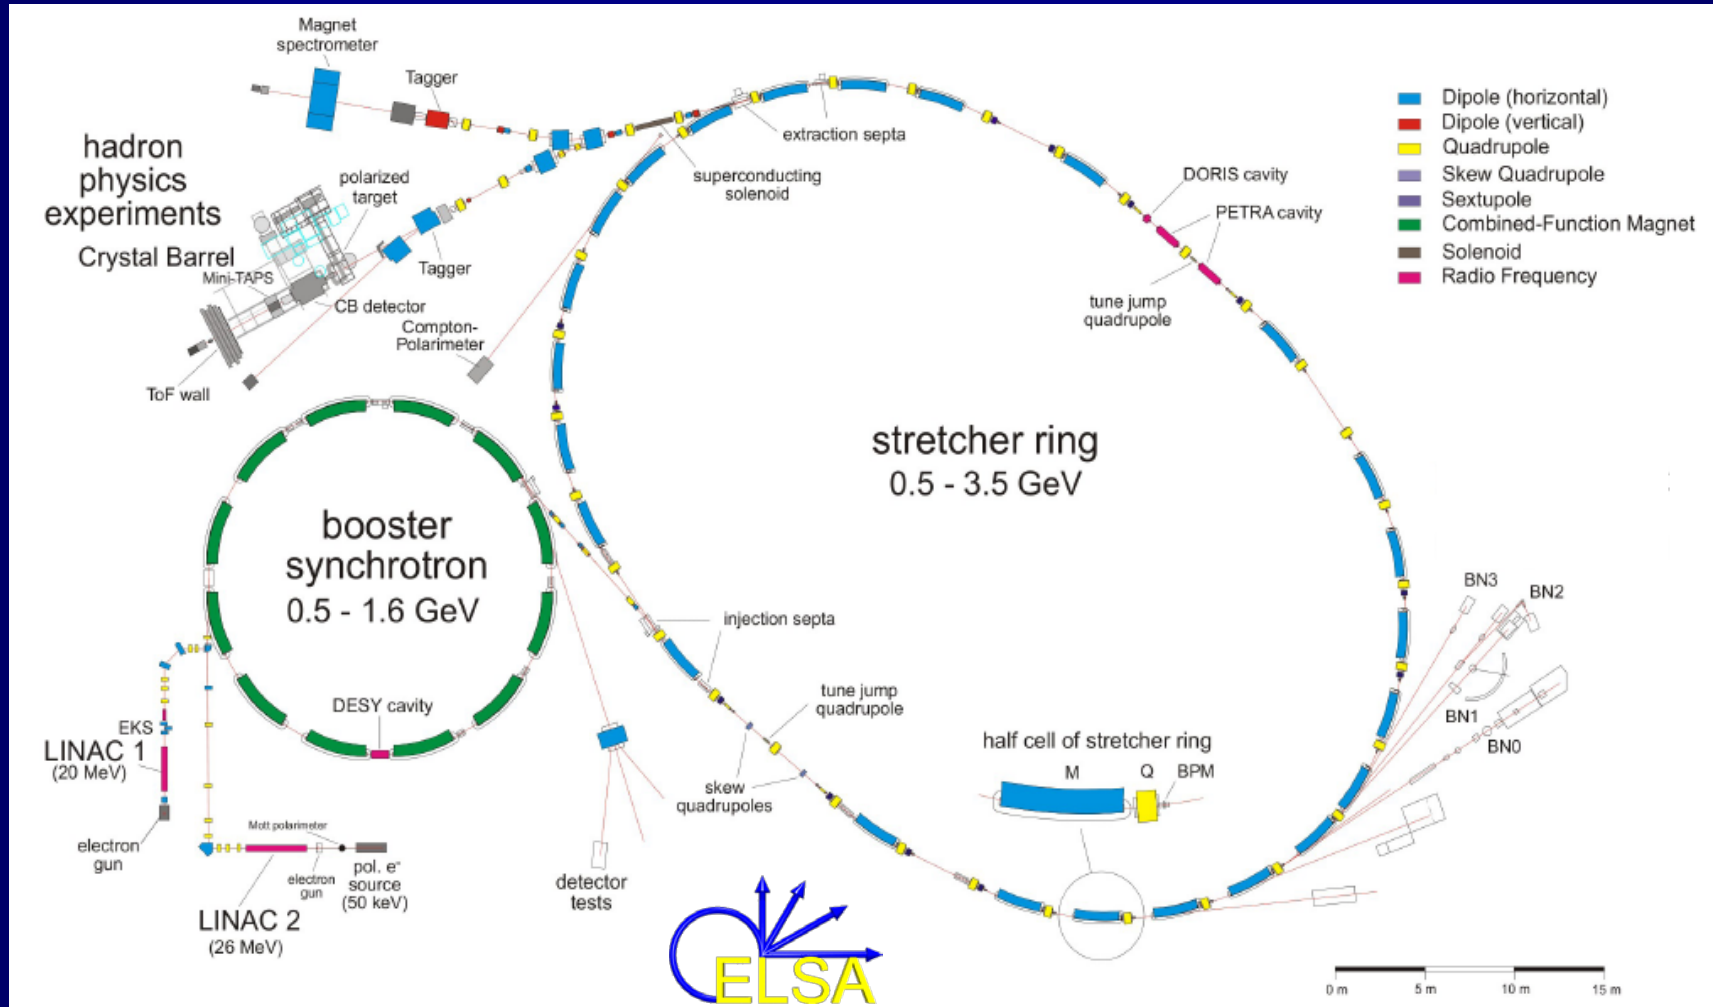 Magnet
spectrometer
Tagger
hadron
physics
experiments
polarized
target
Crystal Barrel
Mini-TAPS
CB detector
Tagger
ToF wall
Compton-
Polarimeter
extraction septa
superconducting
solenoid
DORIS cavity
PETRA cavity
tune jump
quadrupole
Dipole (horizontal)
Dipole (vertical)
Quadrupole
Skew Quadrupole
Sextupole
Combined-Function Magnet
Solenoid
Radio Frequency
stretcher ring
0.5 - 3.5 GeV
booster
synchrotron
0.5 - 1.6 GeV
DESY cavity
injection septa
tune jump
quadrupole
skew
quadrupoles
EKS
LINAC 1
(20 MeV)
electron
gun
Mott polarimeter
electron
gun
pol. e⁻
source
(50 keV)
LINAC 2
(26 MeV)
detector
tests
half cell of stretcher ring
M
Q
BPM
BN3
BN2
BN1
BN0
ELSA
0 m
5 m
10 m
15 m